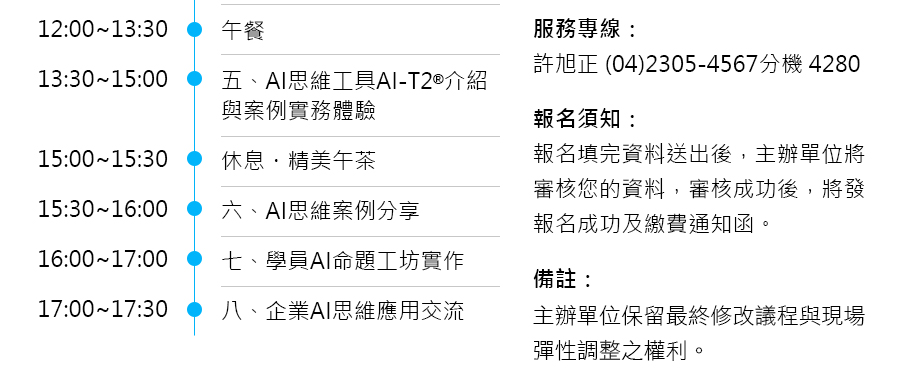 12:00~13:30 午餐
13:30~15:00 五、AI思維工具AI-T2®介紹
與案例實務體驗
15:00~15:30 休息・精美午茶
15:30~16:00 六、AI思維案例分享
16:00~17:00 七、學員AI命題工坊實作
17:00~17:30 八、企業AI思維應用交流
服務專線：
許旭正 (04)2305-4567分機 4280
報名須知：
報名填完資料送出後，主辦單位將
審核您的資料，審核成功後，將發
報名成功及繳費通知函。
備註：
主辦單位保留最終修改議程與現場
彈性調整之權利。